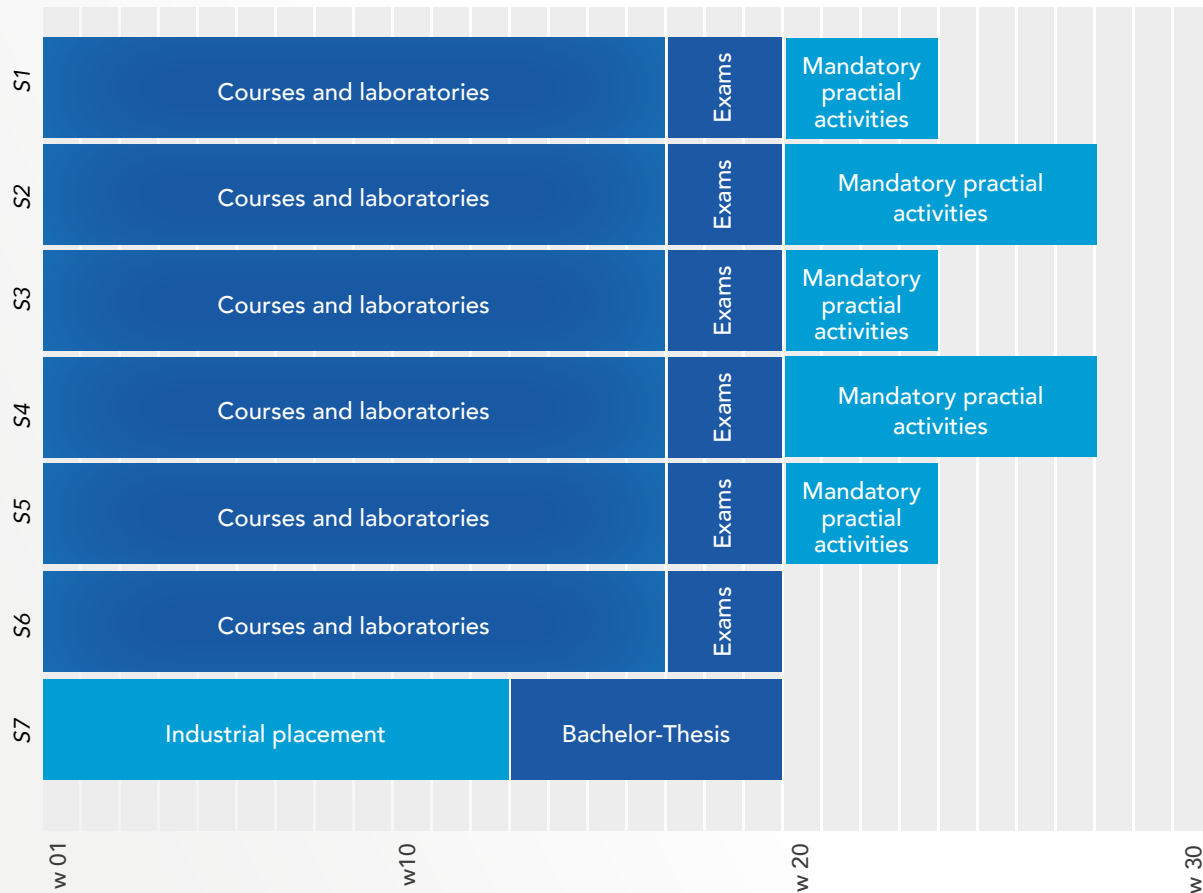 S1
Courses and laboratories
Exams
Mandatory
practial
activities
S2
Courses and laboratories
Exams
Mandatory practial
activities
S3
Courses and laboratories
Exams
Mandatory
practial
activities
S4
Courses and laboratories
Exams
Mandatory practial
activities
S5
Courses and laboratories
Exams
Mandatory
practial
activities
S6
Courses and laboratories
Exams
S7
Industrial placement
Bachelor-Thesis
w 01
w10
w 20
w 30